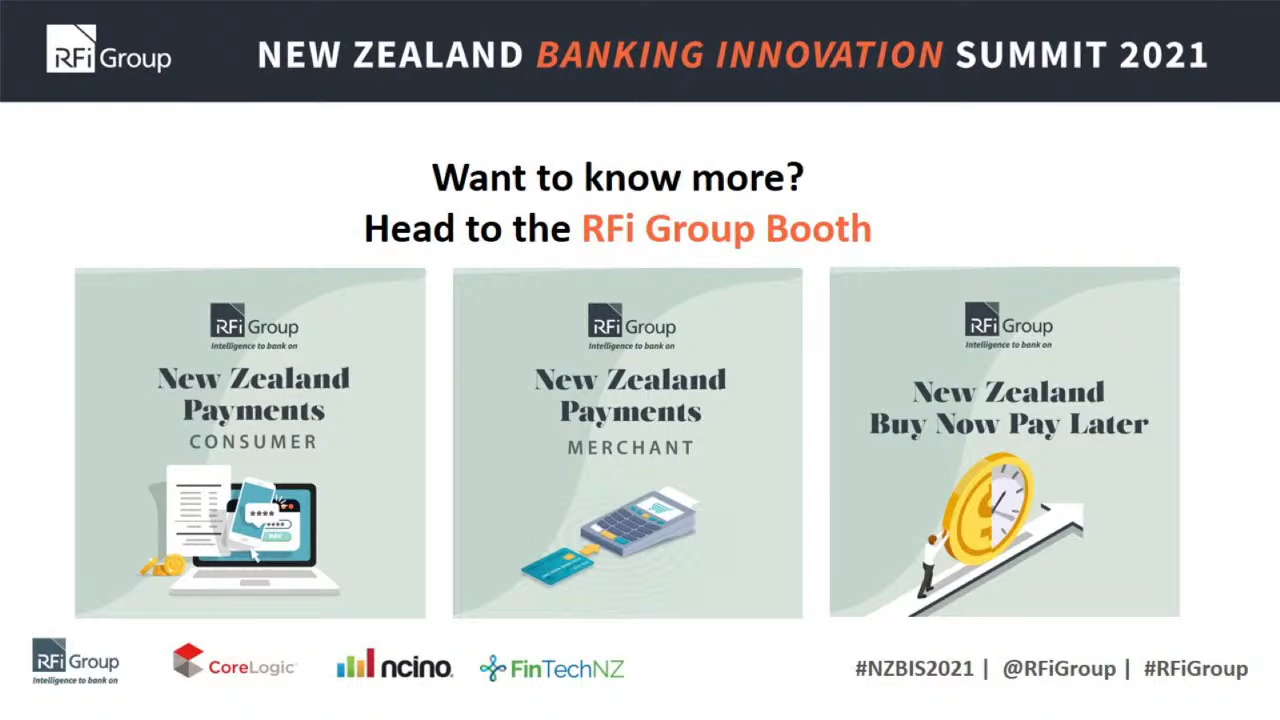 RFi Group
NEW ZEALAND BANKING INNOVATION SUMMIT 2021
Want to know more?
Head to the RFi Group Booth
RFi Group
Intelligence to bank on
New Zealand
Payments
CONSUMER
****
****
PAY
RFi Group
Intelligence to bank on
New Zealand
Payments
MERCHANT
RFi Group
Intelligence to bank on
New Zealand
Buy Now Pay Later
$
RFi Group
Intelligence to bank on
CoreLogic
ncino.
FinTechNZ
#NZBIS2021 | @RFiGroup | #RFiGroup